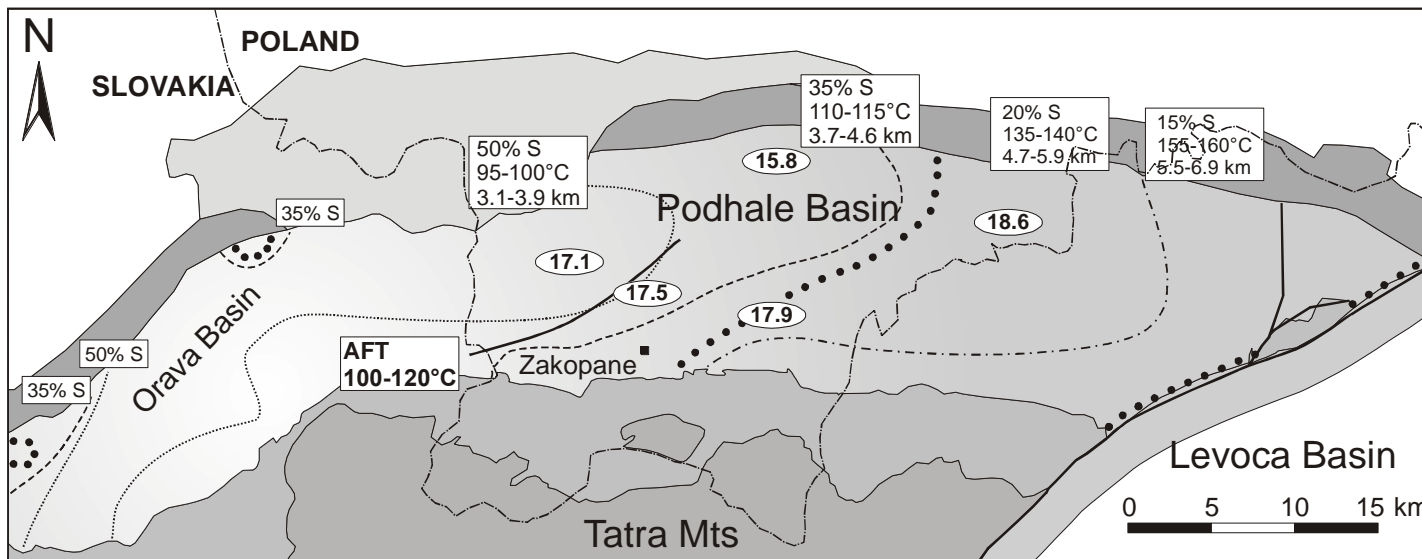 N
POLAND
SLOVAKIA
35% S
110-115°C
3.7-4.6 km
20% S
135-140°C
4.7-5.9 km
15% S
155-160°C
5.5-6.9 km
50% S
95-100°C
3.1-3.9 km
15.8
Podhale Basin
35% S
18.6
17.1
17.5
17.9
Orava Basin
AFT
100-120°C
Zakopane
50% S
35% S
Levoca Basin
Tatra Mts
0 5 10 15 km